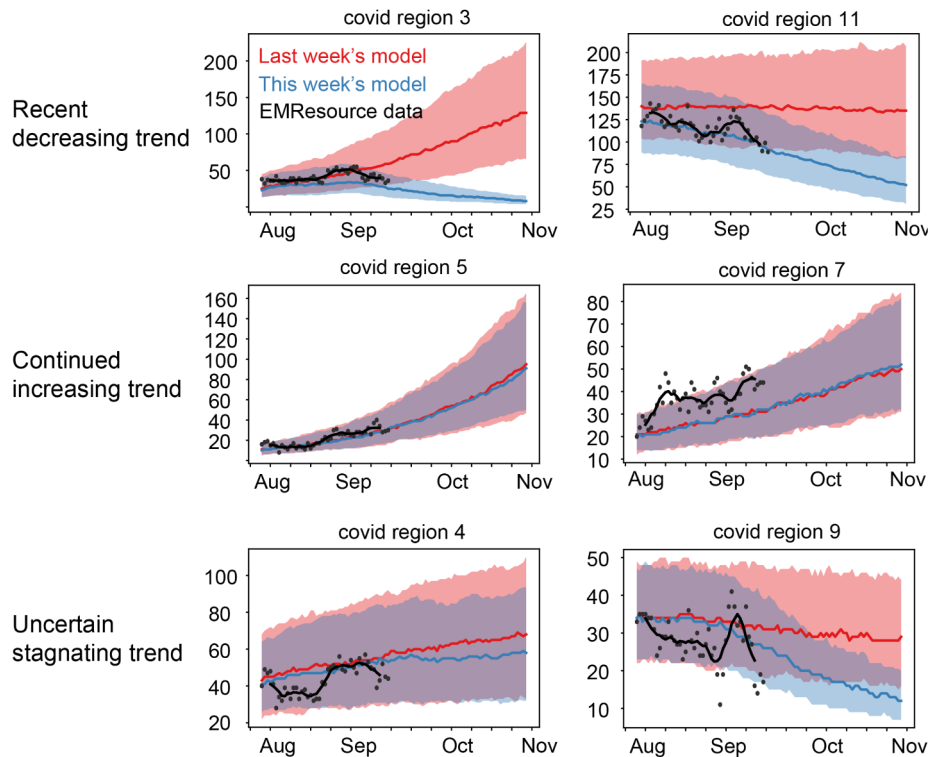 covid region 3
covid region 11
Recent
decreasing trend
Last week's model
This week's model
EMResource data
200
150
100
50
Aug Sep Oct Nov
200
175
150
125
100
75
50
25
Aug Sep Oct Nov
covid region 5
covid region 7
Continued
increasing trend
160
140
120
100
80
60
40
20
Aug Sep Oct Nov
80
70
60
50
40
30
20
10
Aug Sep Oct Nov
covid region 4
covid region 9
Uncertain
stagnating trend
100
80
60
40
20
Aug Sep Oct Nov
50
40
30
20
10
Aug Sep Oct Nov